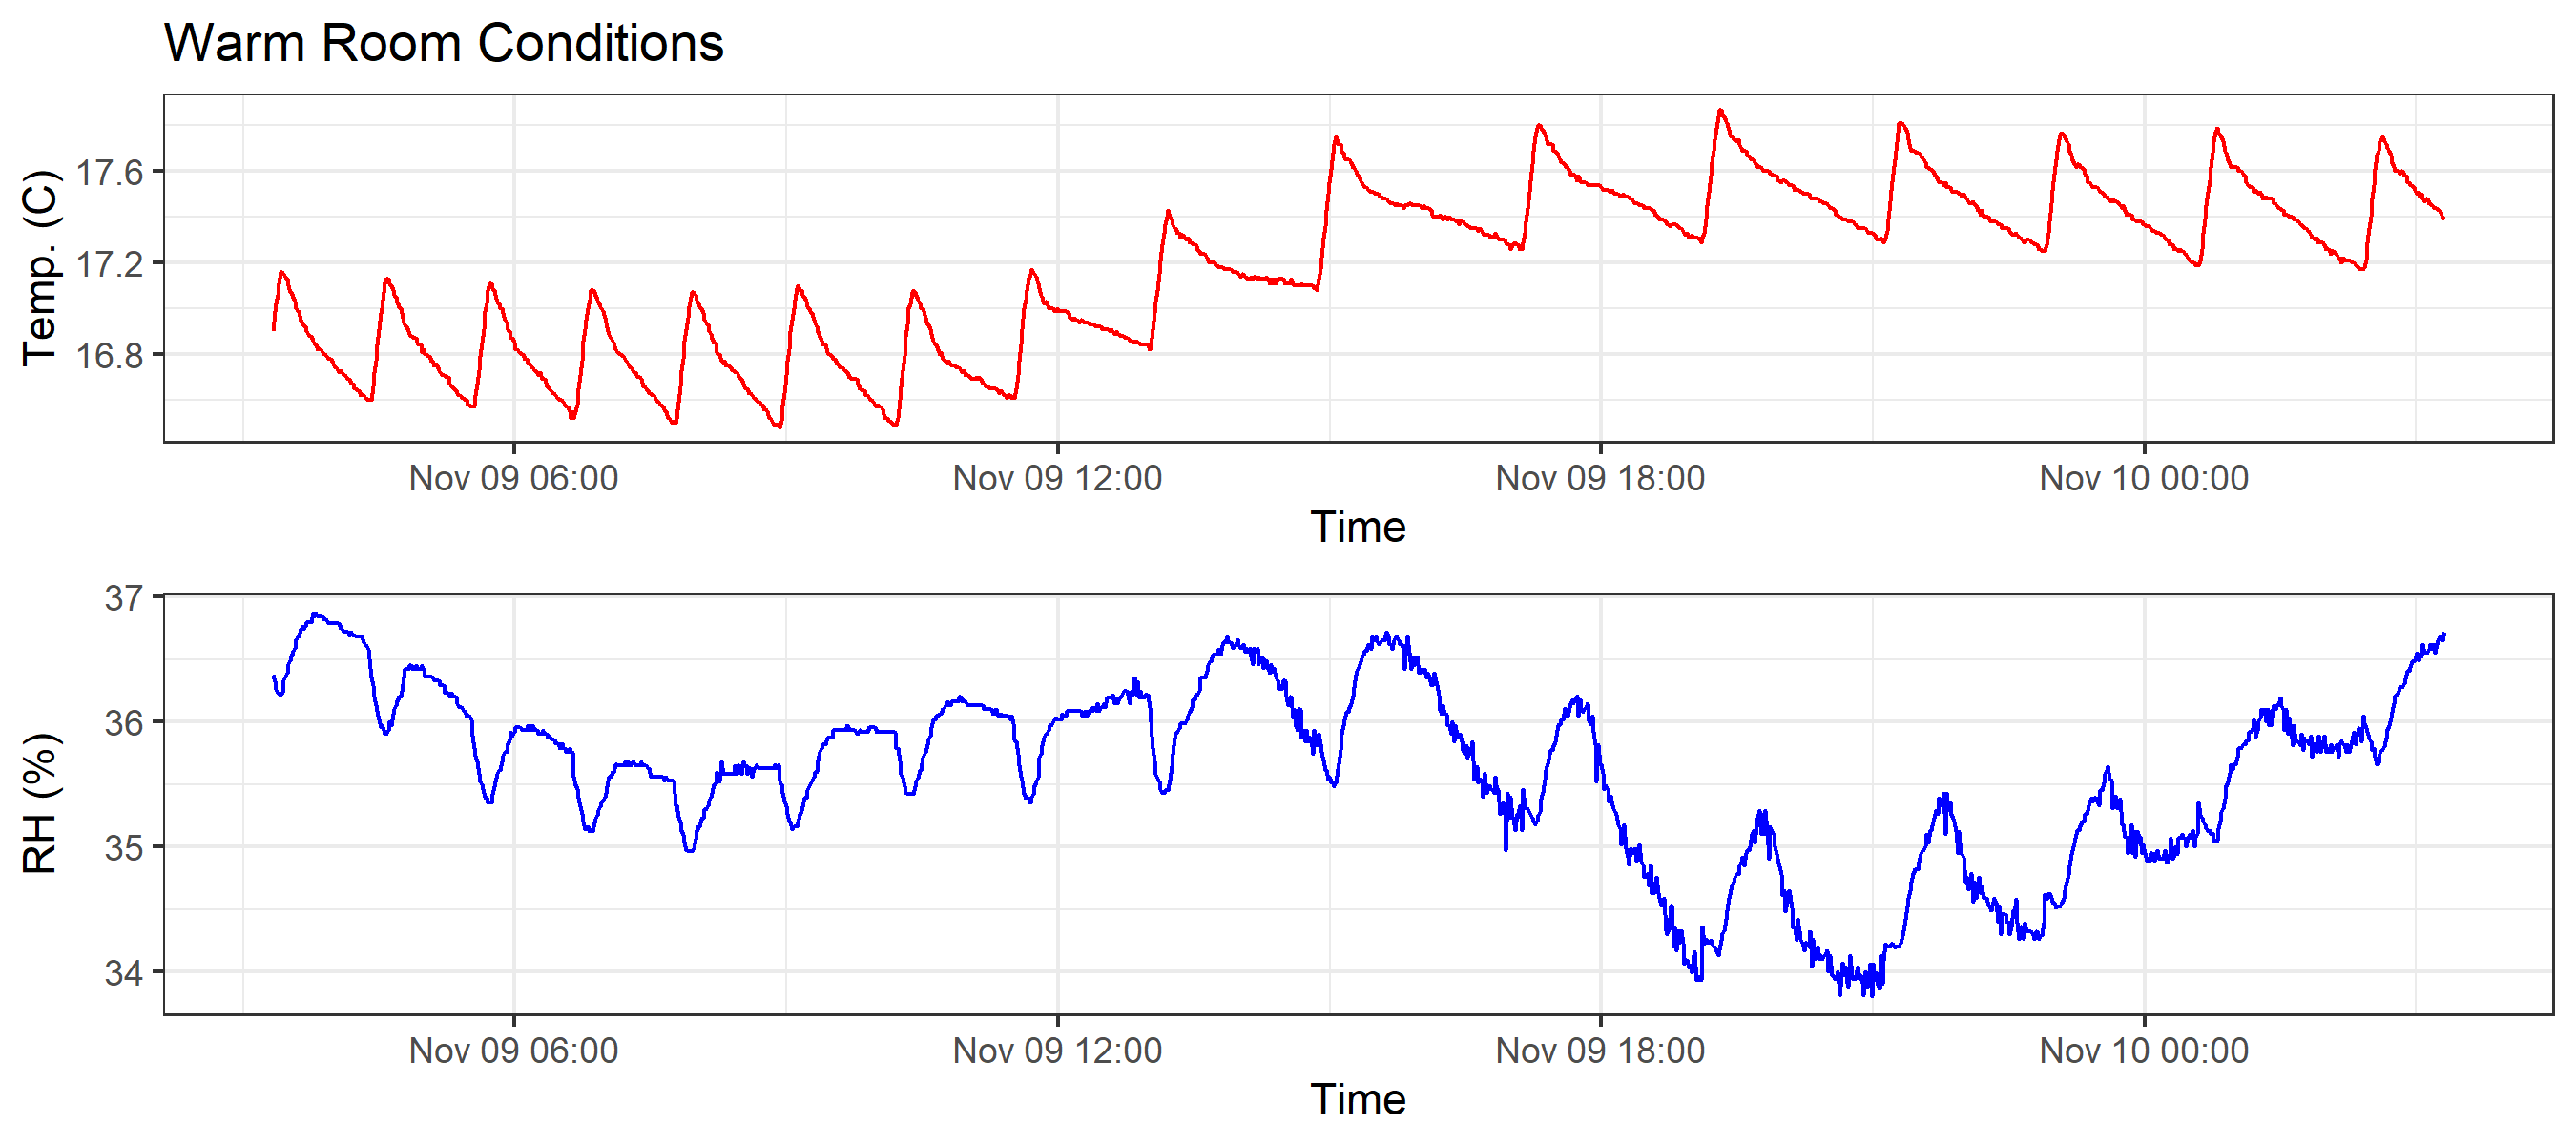 Warm Room Conditions
Temp. (C)
17.6
17.2
16.8
Nov 09 06:00 Nov 09 12:00 Nov 09 18:00 Nov 10 00:00
Time
RH (%)
37
36
35
34
Nov 09 06:00 Nov 09 12:00 Nov 09 18:00 Nov 10 00:00
Time